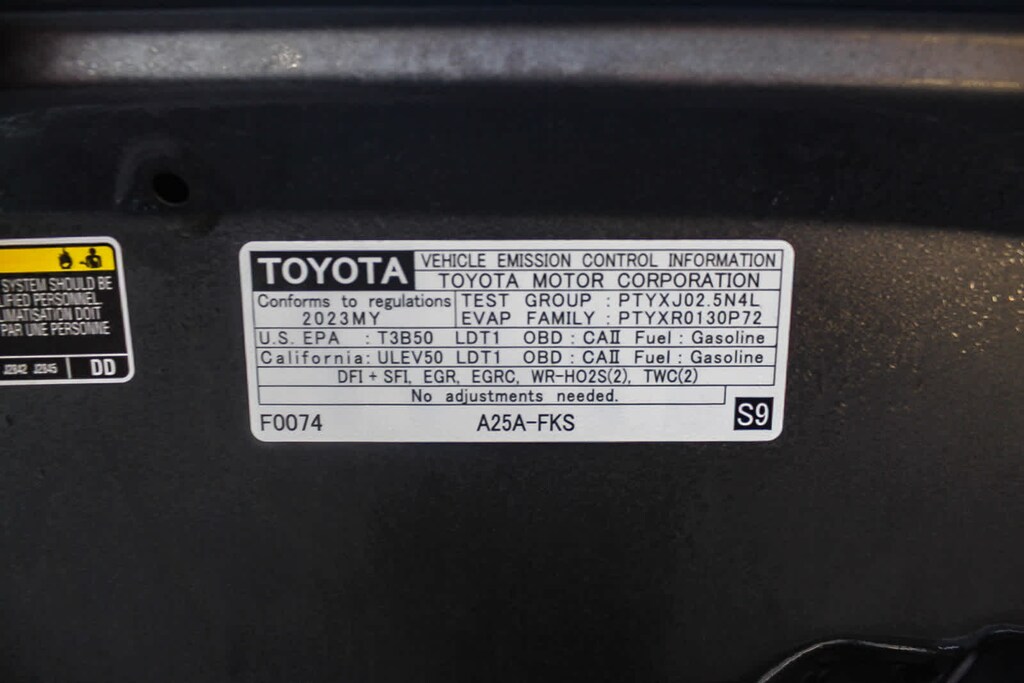 SYSTEM SHOULD BE
LIFIED PERSONNEL
LIMATISATION DOIT
PAR UNE PERSONNE
J2842 J2845 DD
TOYOTA VEHICLE EMISSION CONTROL INFORMATION
TOYOTA MOTOR CORPORATION
Conforms to regulations TEST GROUP : PTYXJ02.5N4L
2023MY EVAP FAMILY : PTYXR0130P72
U.S. EPA : T3B50 LDT1 OBD : CAⅡ Fuel : Gasoline
California : ULEV50 LDT1 OBD : CAⅡ Fuel : Gasoline
DFI + SFI, EGR, EGRC, WR-HO2S(2), TWC(2)
No adjustments needed.
F0074 A25A-FKS S9